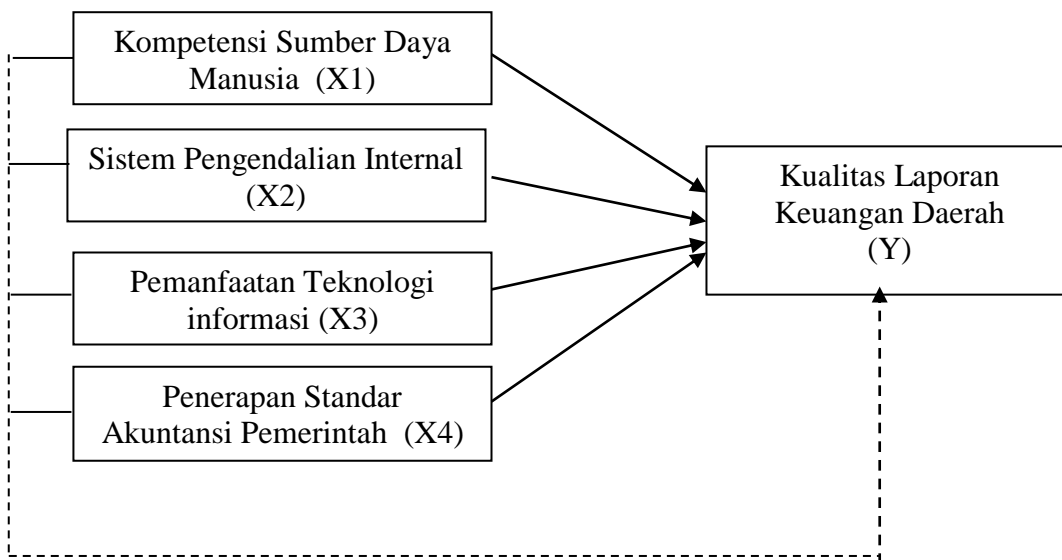 Kompetensi Sumber Daya
Manusia (X1)
Sistem Pengendalian Internal
(X2)
Pemanfaatan Teknologi
informasi (X3)
Penerapan Standar
Akuntansi Pemerintah (X4)
Kualitas Laporan
Keuangan Daerah
(Y)